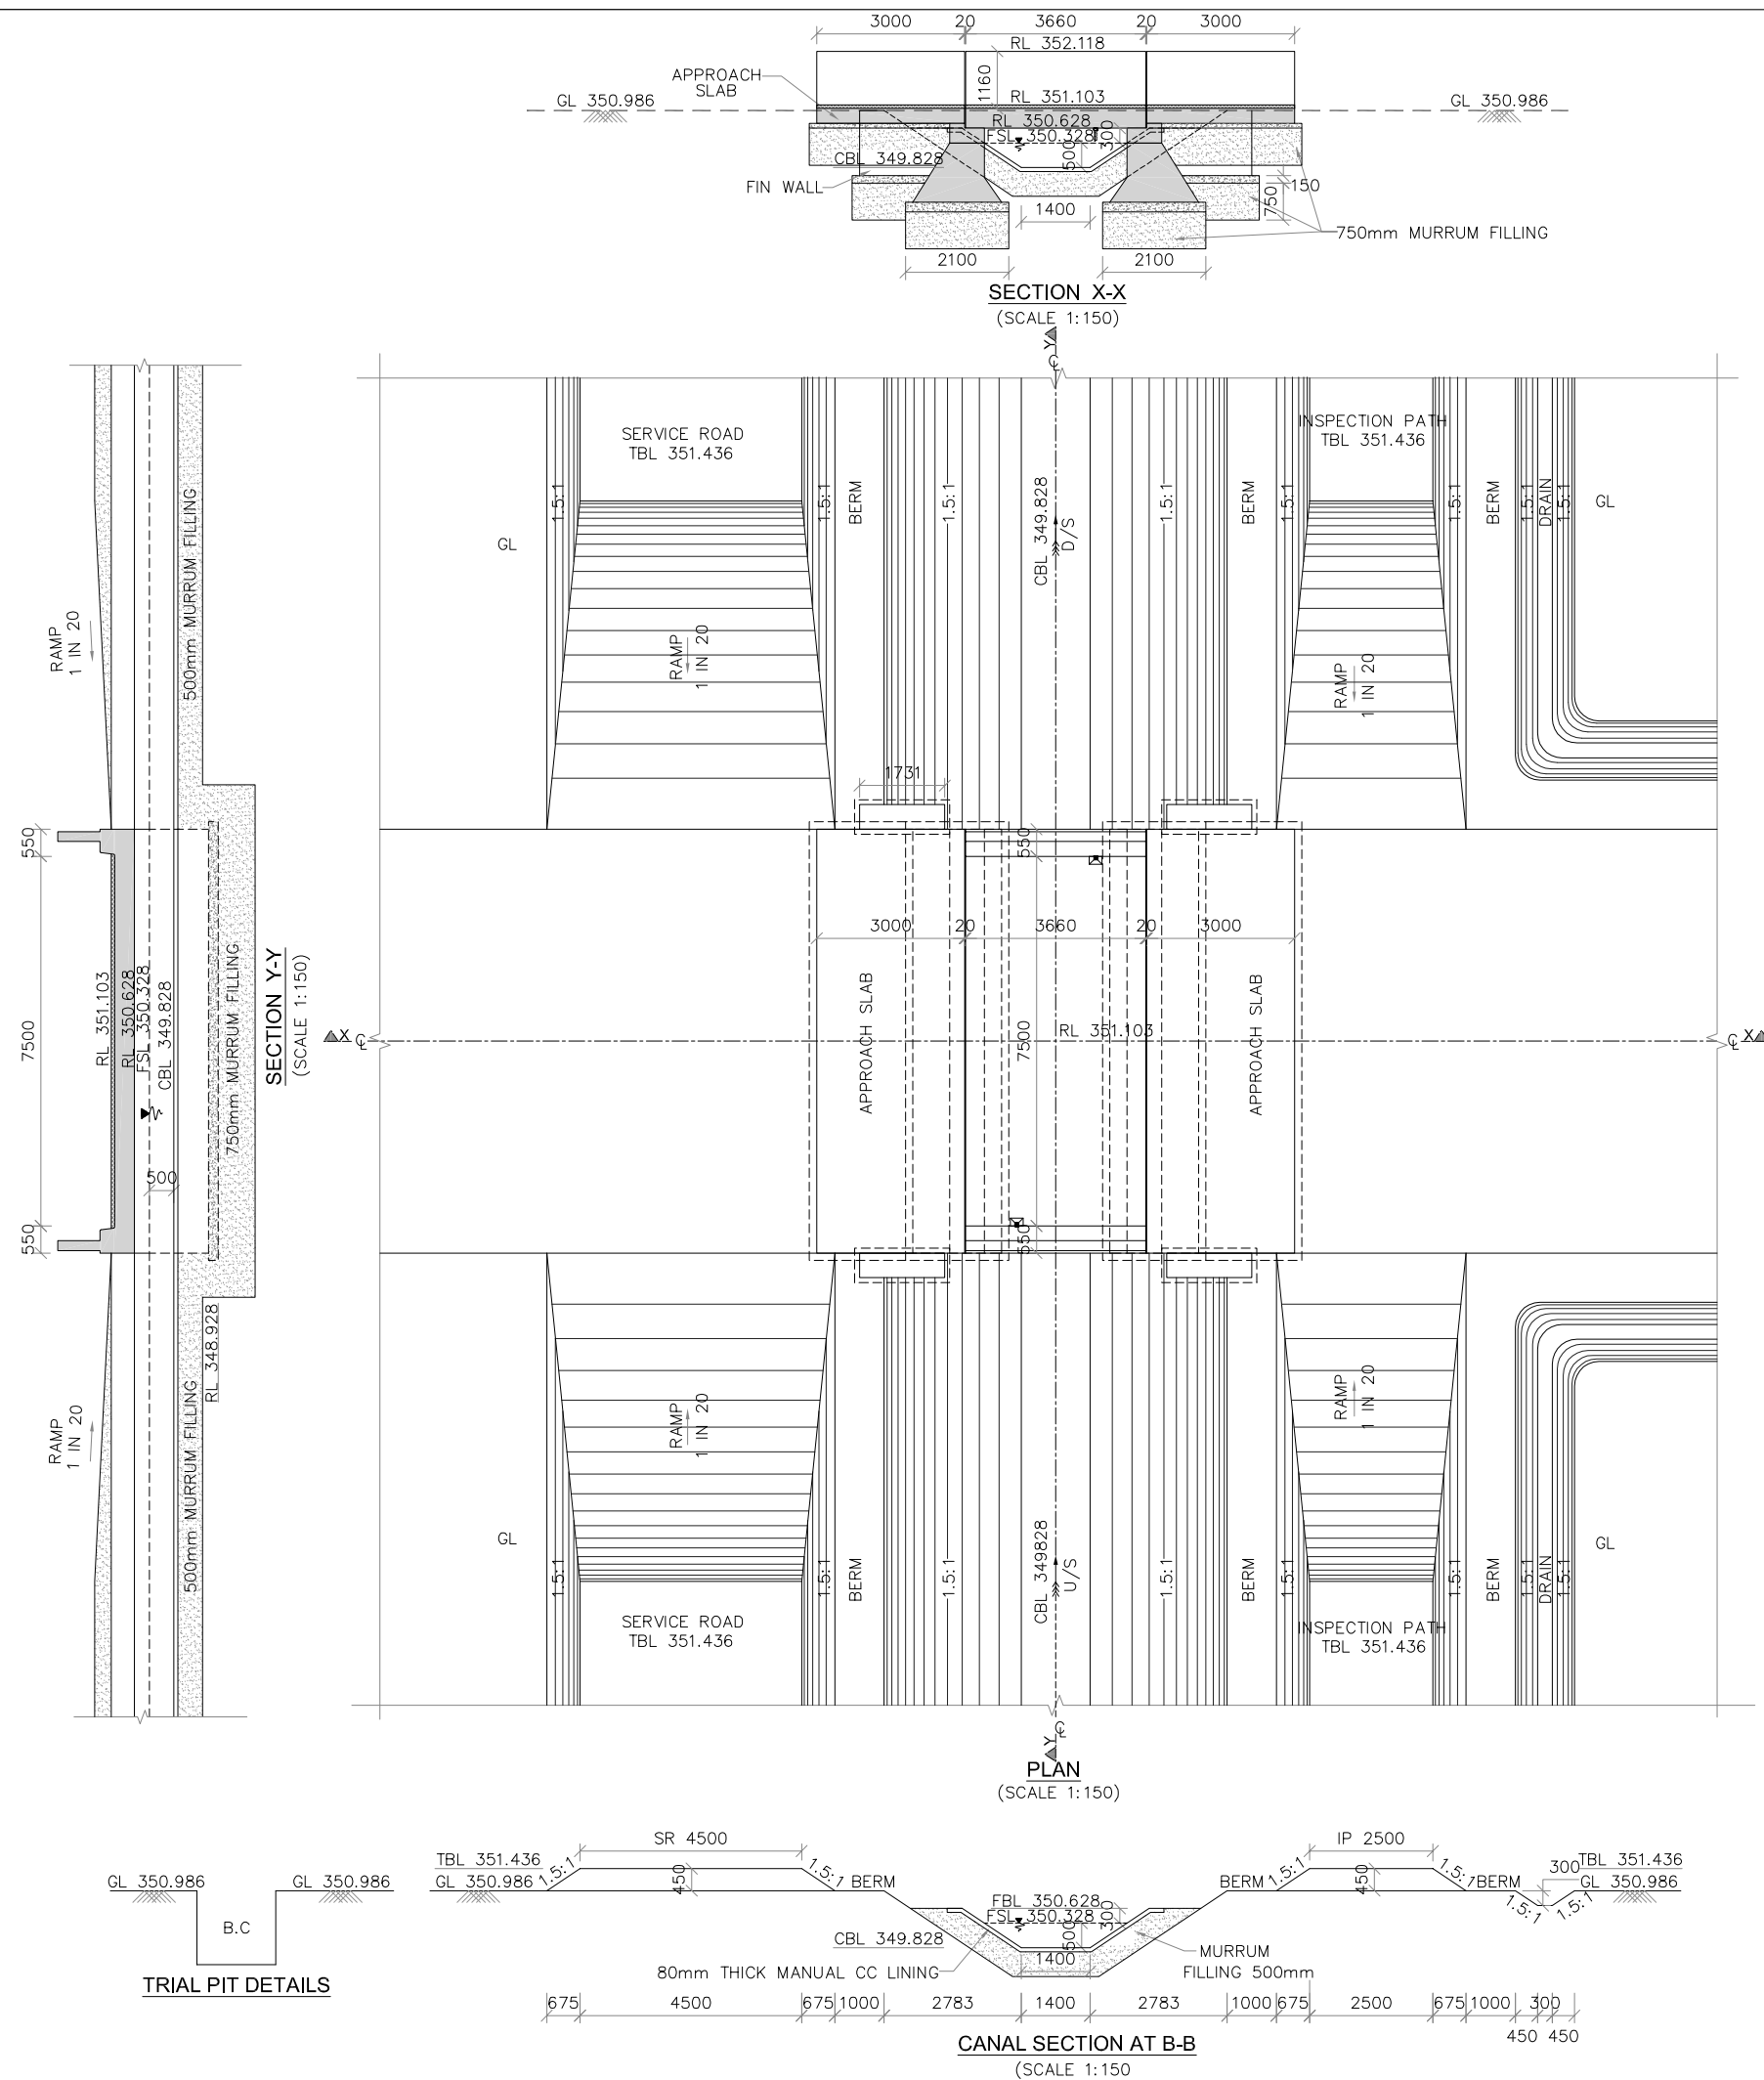 3000 20 3660 20 3000
RL 352.118
APPROACH
SLAB
1160
GL 350.986
RL 351.103
GL 350.986
RL 350.628
FSL 350.328
300
CBL 349.828
500
FIN WALL
150
750
1400
750mm MURRUM FILLING
2100 2100
SECTION X-X
(SCALE 1:150)
Y
℄
SERVICE ROAD
TBL 351.436
INSPECTION PATH
TBL 351.436
1.5:1
1.5:1
BERM
1.5:1
CBL 349.828
D/S
1.5:1
BERM
1.5:1
1.5:1
BERM
1.5:1
DRAIN
1.5:1
GL
GL
RAMP
1 IN 20
RAMP
1 IN 20
RAMP
1 IN 20
500mm MURRUM FILLING
1731
550
550
3000 20 3660 20 3000
APPROACH SLAB
7500
RL 351.103
APPROACH SLAB
X ℄
℄ X
7500
RL 351.103
RL 350.628
FSL 350.328
CBL 349.828
750mm MURRUM FILLING
SECTION Y-Y
(SCALE 1:150)
500
550
550
RL 348.928
500mm MURRUM FILLING
RAMP
1 IN 20
RAMP
1 IN 20
RAMP
1 IN 20
GL
GL
1.5:1
1.5:1
BERM
1.5:1
CBL 349828
U/S
1.5:1
BERM
1.5:1
1.5:1
BERM
1.5:1
DRAIN
1.5:1
SERVICE ROAD
TBL 351.436
INSPECTION PATH
TBL 351.436
℄
Y
PLAN
(SCALE 1:150)
GL 350.986 GL 350.986
B.C
TRIAL PIT DETAILS
SR 4500
IP 2500
TBL 351.436
1.5:1
450
1.5:1
BERM
BERM
1.5:1
450
1.5:1
BERM
300
TBL 351.436
GL 350.986
GL 350.986
1.5:1
1.5:1
FBL 350.628
FSL 350.328
300
500
CBL 349.828
1400
MURRUM
FILLING 500mm
80mm THICK MANUAL CC LINING
675 4500 675 1000 2783 1400 2783 1000 675 2500 675 1000 300
450 450
CANAL SECTION AT B-B
(SCALE 1:150